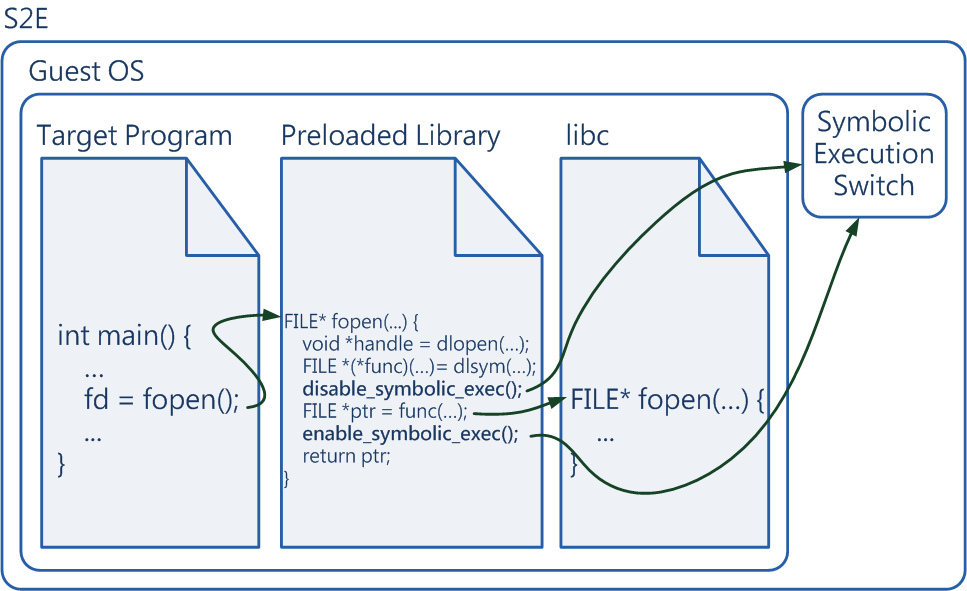 S2E
Guest OS
Target Program
int main() {
...
fd = fopen();
...
}
Preloaded Library
FILE* fopen(...) {
void *handle = dlopen(...);
FILE *(*func)(...)= dlsym(...);
disable_symbolic_exec();
FILE *ptr = func(...);
enable_symbolic_exec();
return ptr;
}
libc
FILE* fopen(...) {
...
}
Symbolic
Execution
Switch